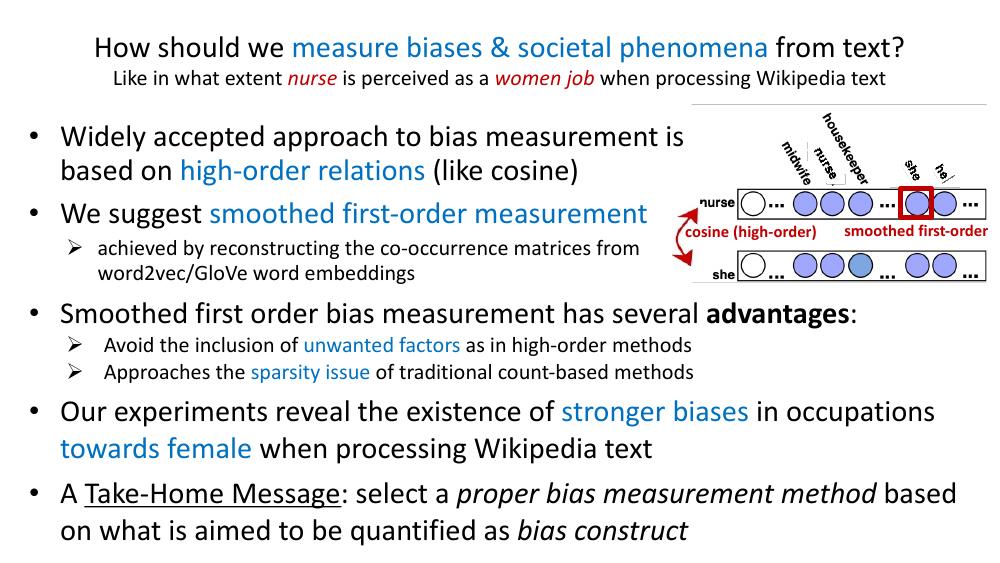 How should we measure biases & societal phenomena from text?
Like in what extent nurse is perceived as a women job when processing Wikipedia text
• Widely accepted approach to bias measurement is
based on high-order relations (like cosine)
• We suggest smoothed first-order measurement
➢ achieved by reconstructing the co-occurrence matrices from
word2vec/GloVe word embeddings
midwife
nurse
housekeeper
she
he
nurse
...
...
...
cosine (high-order)
smoothed first-order
she
...
...
...
• Smoothed first order bias measurement has several advantages:
➢ Avoid the inclusion of unwanted factors as in high-order methods
➢ Approaches the sparsity issue of traditional count-based methods
• Our experiments reveal the existence of stronger biases in occupations
towards female when processing Wikipedia text
• A Take-Home Message: select a proper bias measurement method based
on what is aimed to be quantified as bias construct